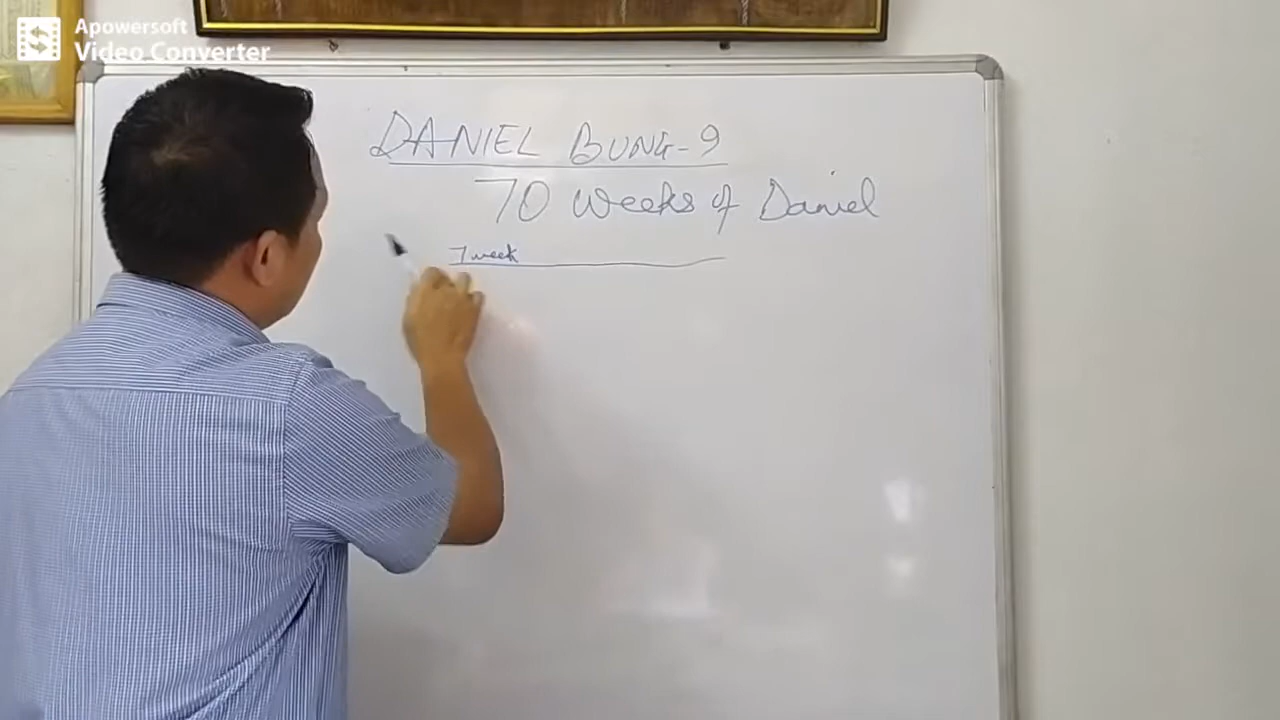 Apowersoft
Video Converter
DANIEL BUNG-9
70 Weeks of Daniel
7 week